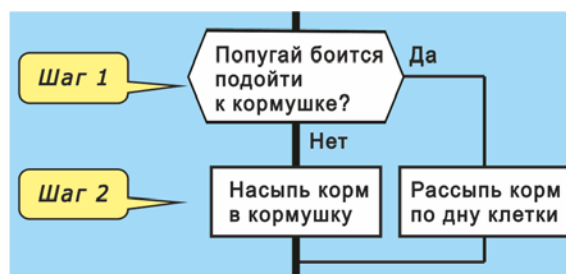 Шаг 1
Попугай боится
подойти
к кормушке?
Да
Нет
Шаг 2
Насыпь корм
в кормушку
Рассыпь корм
по дну клетки